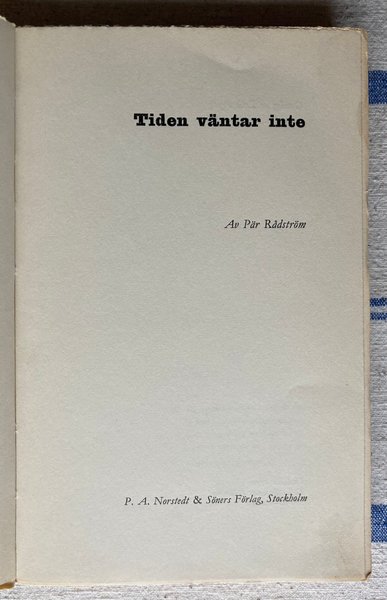 Tiden väntar inte
Av Pär Rådström
P. A. Norstedt & Söners Förlag, Stockholm